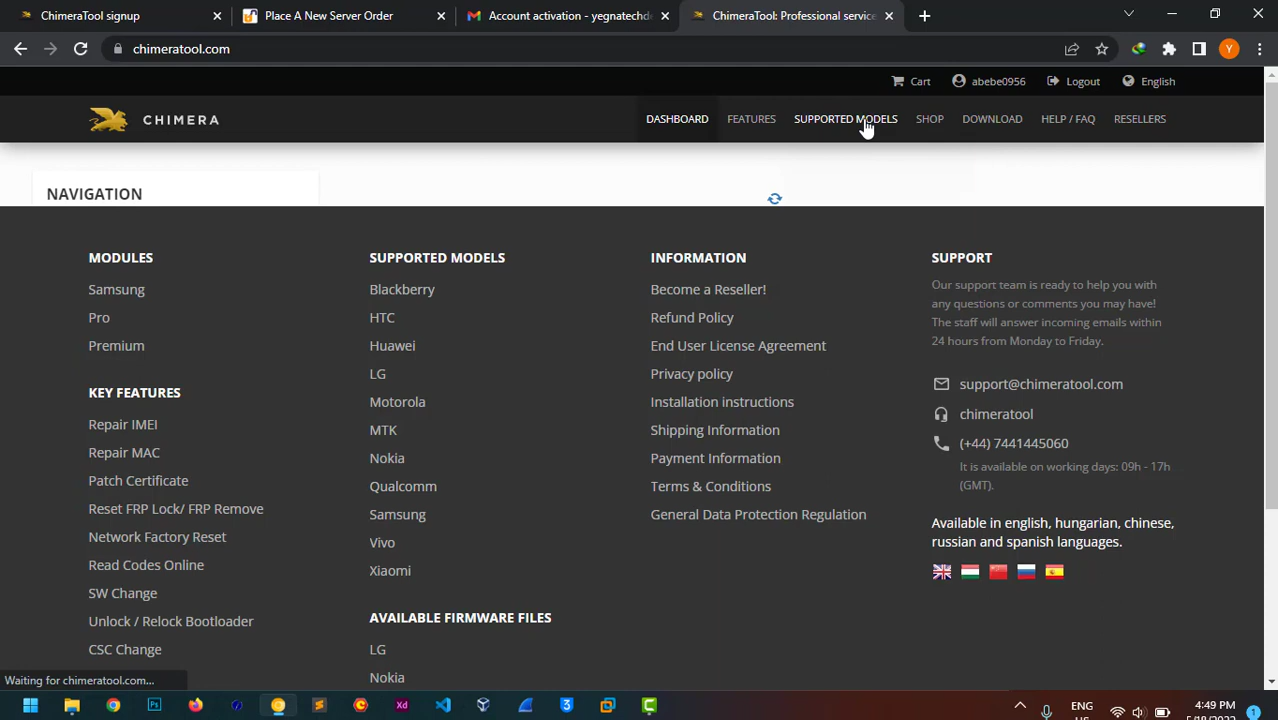 ChimeraTool signup
Place A New Server Order
Account activation - yegnatechd
ChimeraTool: Professional service
chimeratool.com
Y
Cart
abebe0956
Logout
English
CHIMERA
DASHBOARD
FEATURES
SUPPORTED MODELS
SHOP
DOWNLOAD
HELP / FAQ
RESELLERS
NAVIGATION
MODULES
Samsung
Pro
Premium
KEY FEATURES
Repair IMEI
Repair MAC
Patch Certificate
Reset FRP Lock/ FRP Remove
Network Factory Reset
Read Codes Online
SW Change
Unlock / Relock Bootloader
CSC Change
SUPPORTED MODELS
Blackberry
HTC
Huawei
LG
Motorola
MTK
Nokia
Qualcomm
Samsung
Vivo
Xiaomi
AVAILABLE FIRMWARE FILES
LG
Nokia
INFORMATION
Become a Reseller!
Refund Policy
End User License Agreement
Privacy policy
Installation instructions
Shipping Information
Payment Information
Terms & Conditions
General Data Protection Regulation
SUPPORT
Our support team is ready to help you with
any questions or comments you may have!
The staff will answer incoming emails within
24 hours from Monday to Friday.
support@chimeratool.com
chimeratool
(+44) 7441445060
It is available on working days: 09h - 17h
(GMT).
Available in english, hungarian, chinese,
russian and spanish languages.
Waiting for chimeratool.com...
Ps
Xd
ENG
4:49 PM
1